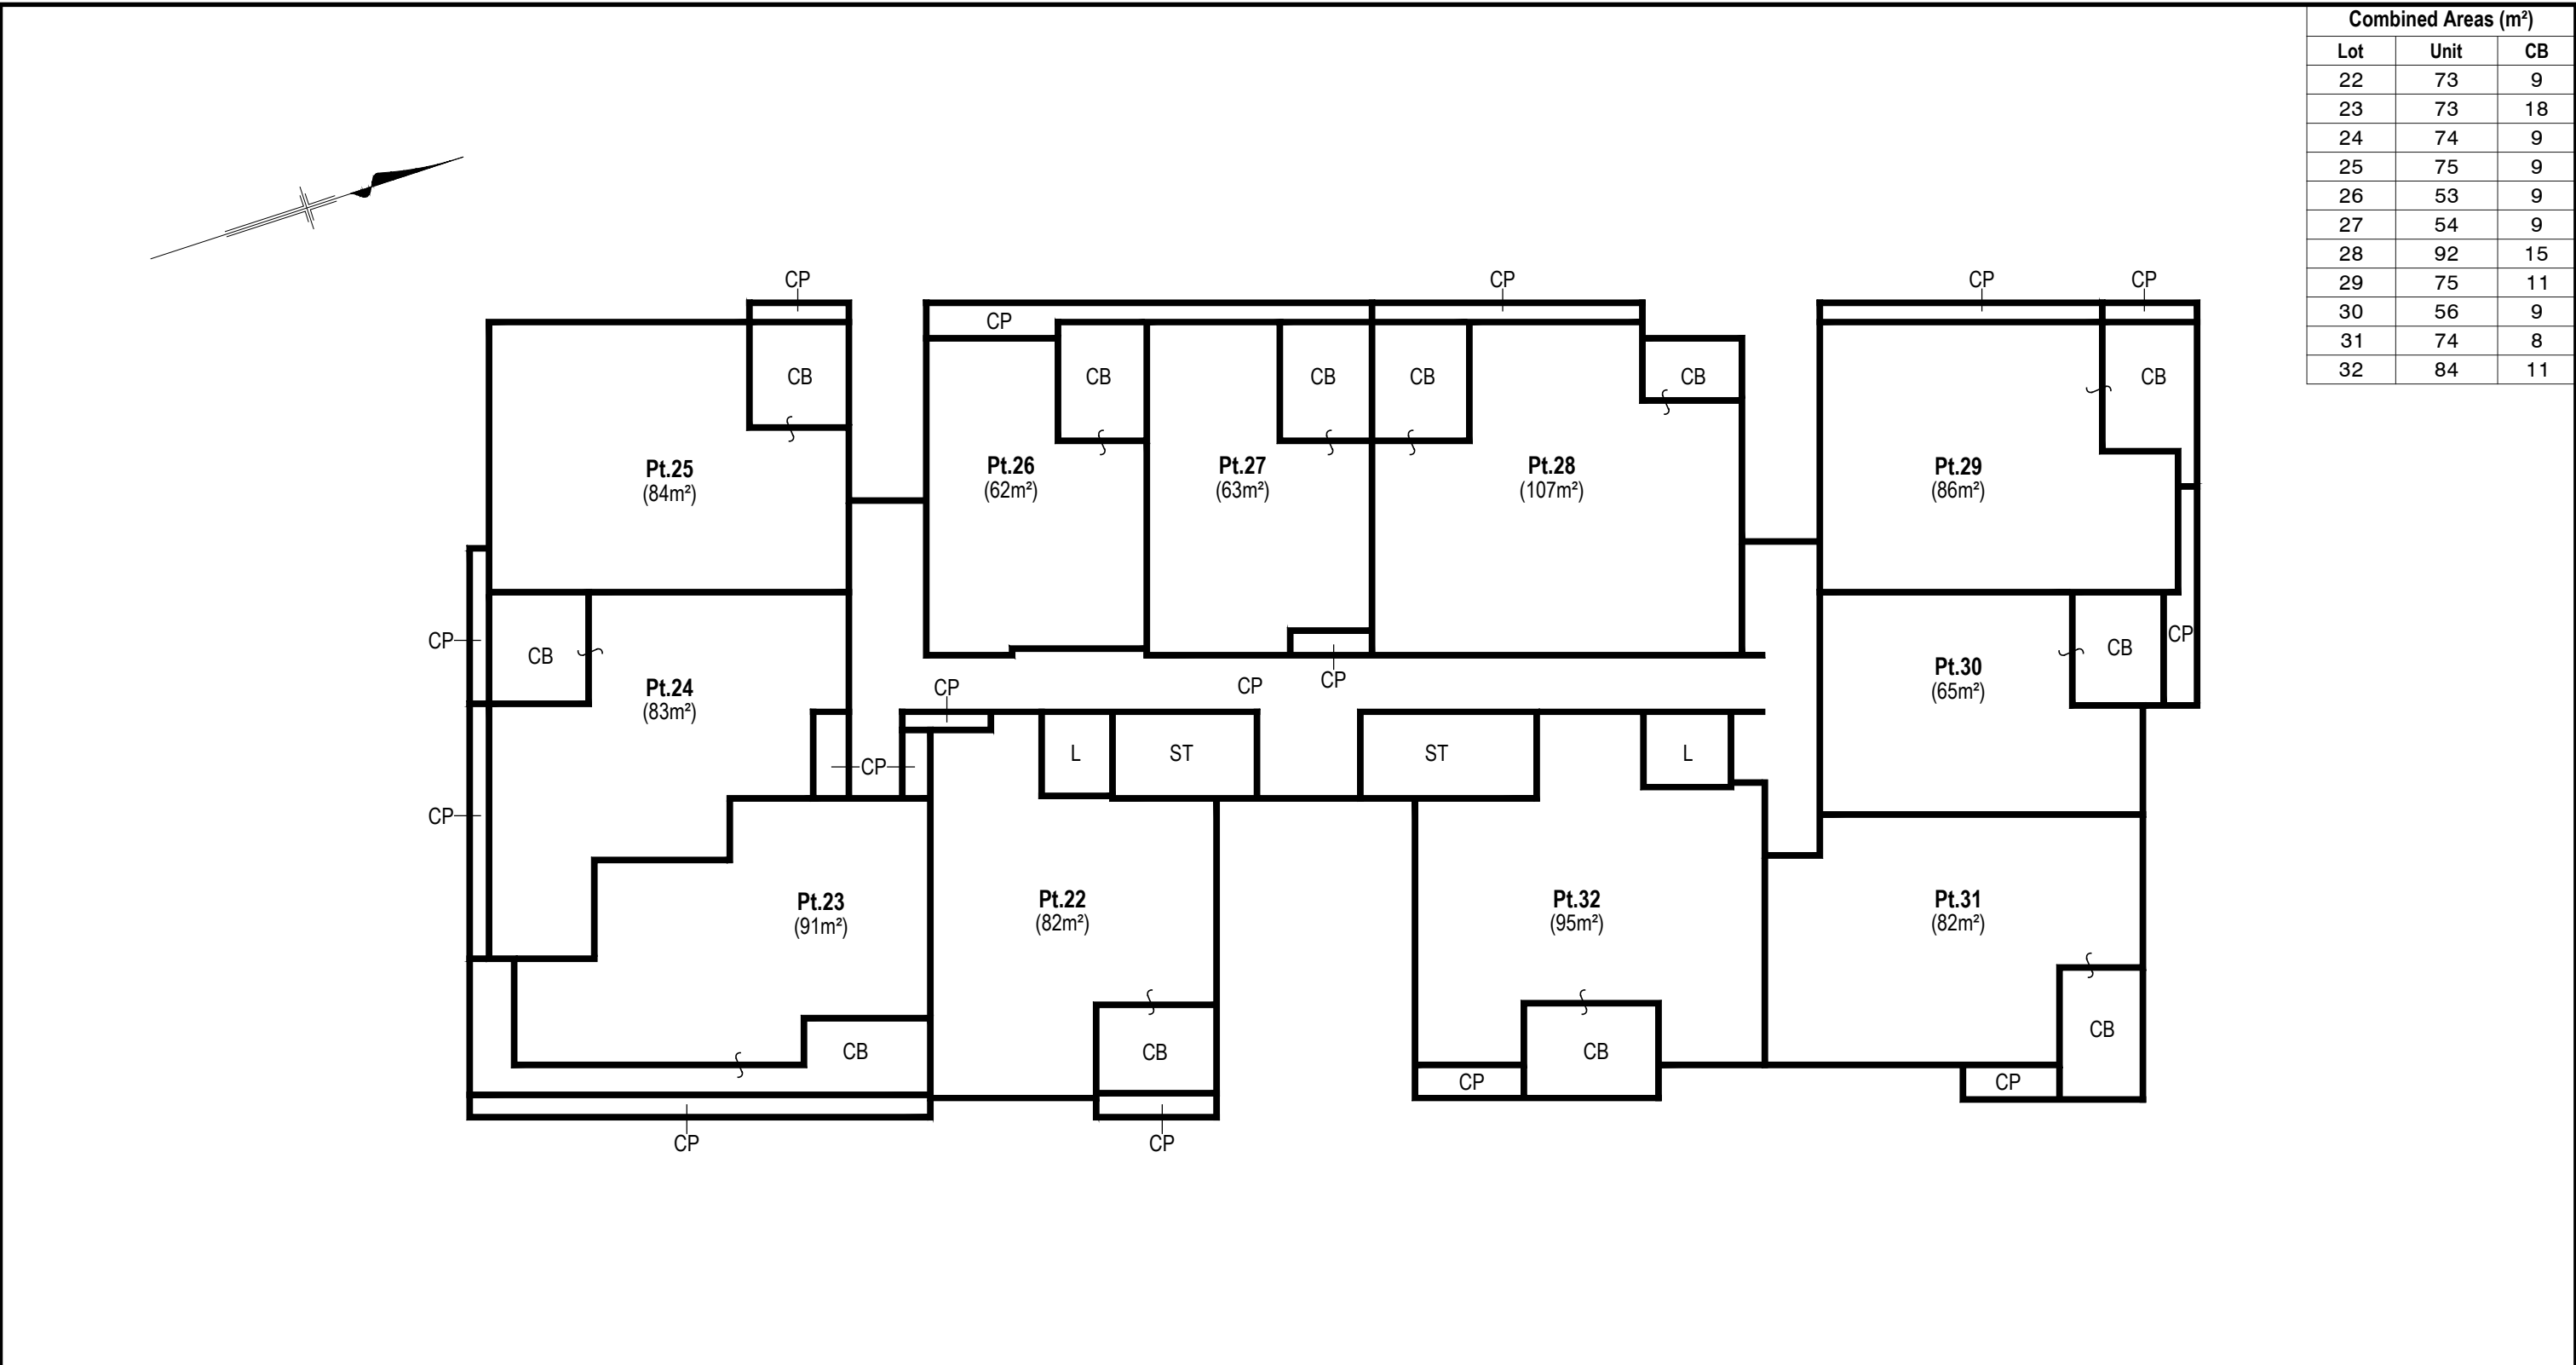 Combined Areas (m²)
Lot Unit CB
22 73 9
23 73 18
24 74 9
25 75 9
26 53 9
27 54 9
28 92 15
29 75 11
30 56 9
31 74 8
32 84 11
CP CP CP CP
CP
CB CB CB CB CB CB
Pt.25 Pt.26 Pt.27 Pt.28 Pt.29
(84m²) (62m²) (63m²) (107m²) (86m²)
CP CB CB CP
Pt.24 Pt.30
(83m²) (65m²)
CP CP CP
CP L ST ST L
CP
Pt.23 Pt.22 Pt.32 Pt.31
(91m²) (82m²) (95m²) (82m²)
CB CB CB CB
CP CP
CP CP